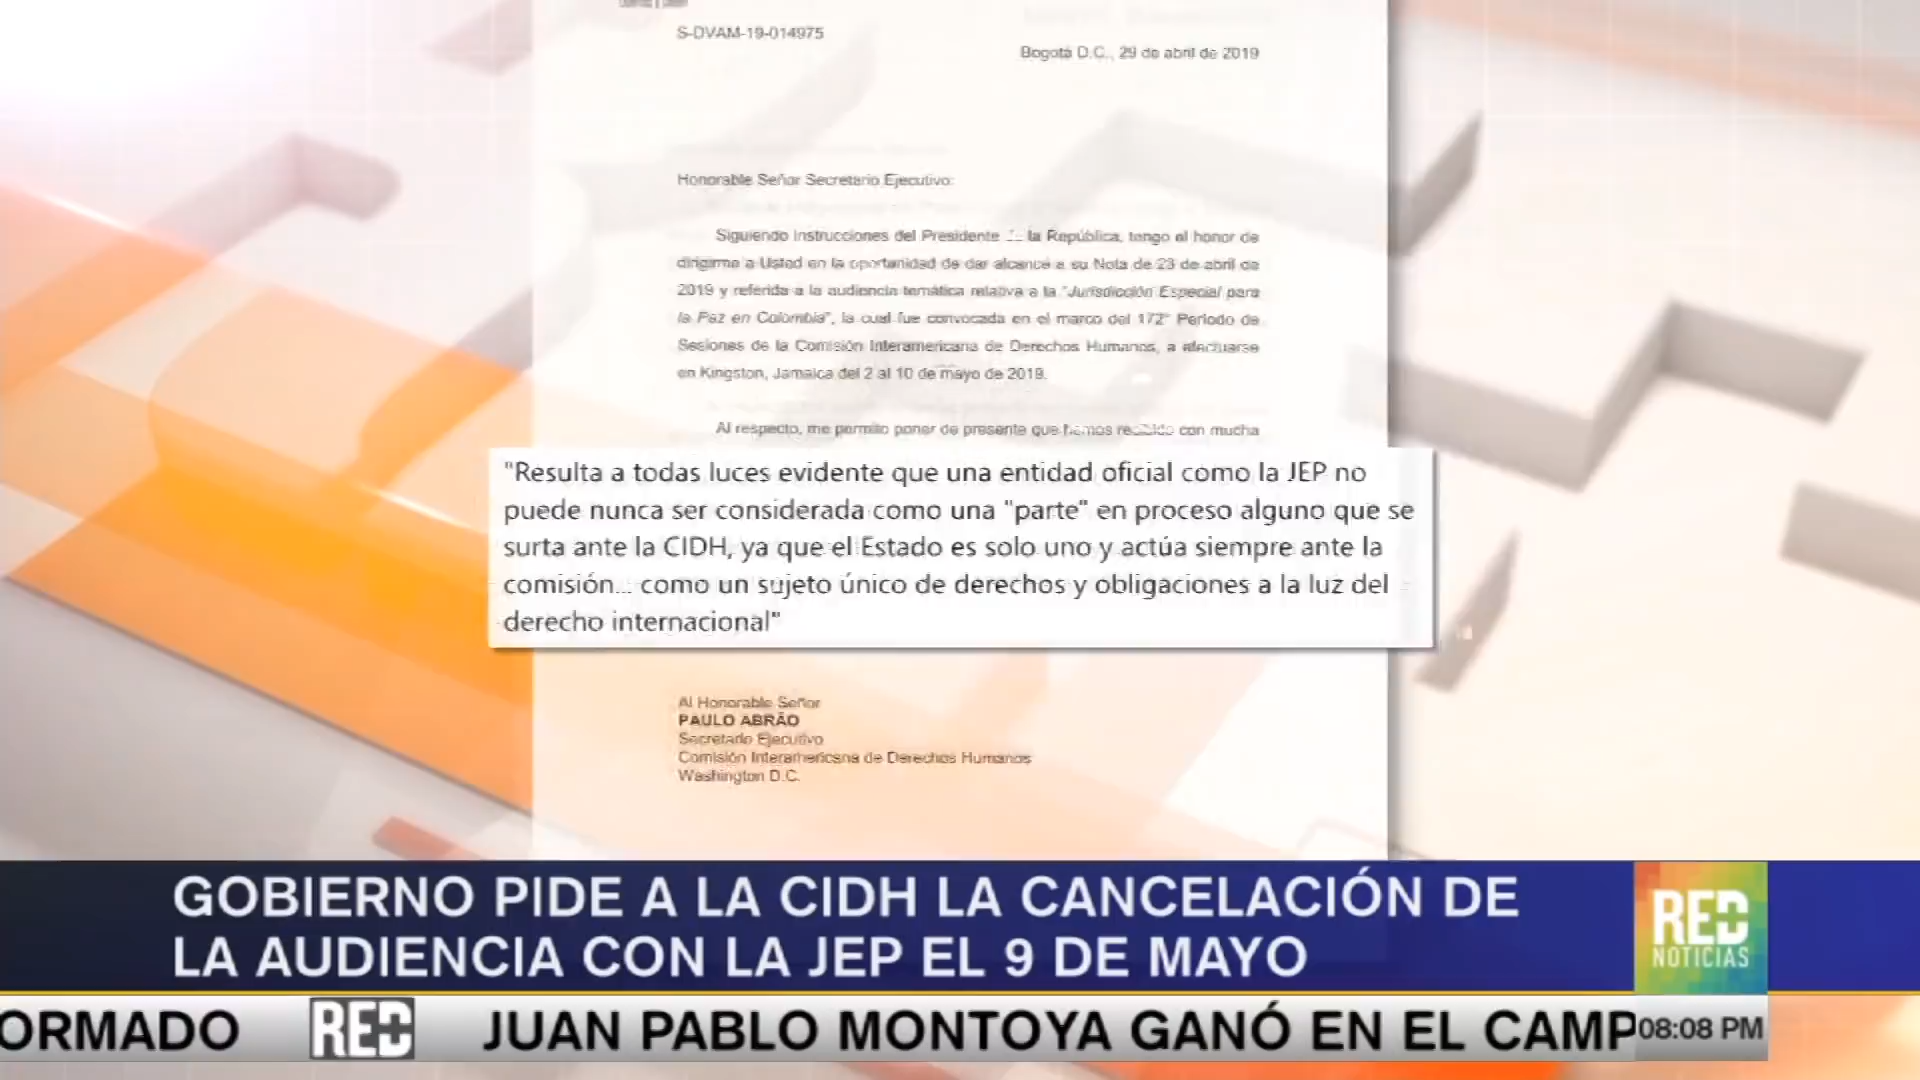 S-DVAM-19-014975
Bogotá D.C., 29 de abril de 2019
Honorable Señor Secretario Ejecutivo:
Siguiendo instrucciones del Presidente la República, tengo el honor de
dirigirme a Usted en la oportunidad de dar alcance a su Nota de 23 de abril de
2019 y referida a la audiencia temática relativa a la "Jurisdicción Especial para
la Paz en Colombia", la cual fue convocada en el marco del 172° Periodo de
Sesiones de la Comisión Interamericana de Derechos Humanos, a efectuarse
en Kingston, Jamaica del 2 al 10 de mayo de 2019.
Al respecto, me permito poner de presente que hemos recibido con mucha
"Resulta a todas luces evidente que una entidad oficial como la JEP no
puede nunca ser considerada como una "parte" en proceso alguno que se
surta ante la CIDH, ya que el Estado es solo uno y actúa siempre ante la
comisión... como un sujeto único de derechos y obligaciones a la luz del
derecho internacional"
Al Honorable Señor
PAULO ABRÃO
Secretario Ejecutivo
Comisión Interamericana de Derechos Humanos
Washington D.C.
GOBIERNO PIDE A LA CIDH LA CANCELACIÓN DE
LA AUDIENCIA CON LA JEP EL 9 DE MAYO
RED
NOTICIAS
ORMADO RED JUAN PABLO MONTOYA GANÓ EN EL CAMP
08:08 PM